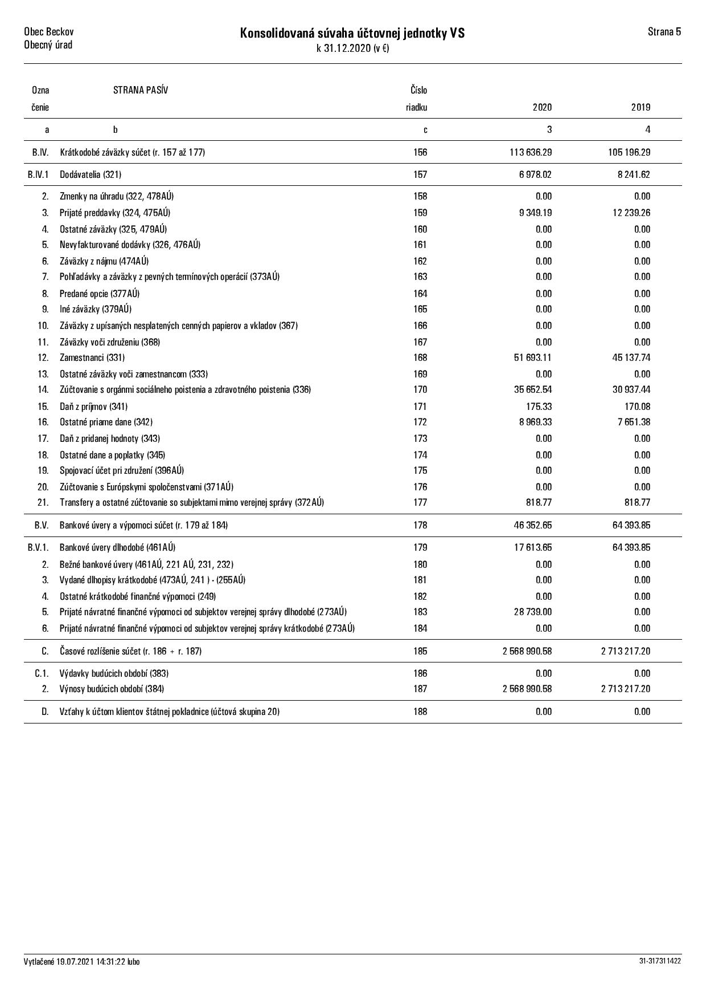 Obec Beckov
Obecný úrad
Konsolidovaná súvaha účtovnej jednotky VS
k 31.12.2020 (v €)
Strana 5
Ozna STRANA PASÍV Číslo
čenie riadku 2020 2019
a b c 3 4
B.IV. Krátkodobé záväzky súčet (r. 157 až 177) 156 113 636.29 105 196.29
B.IV.1 Dodávatelia (321) 157 6 978.02 8 241.62
2. Zmenky na úhradu (322, 478AÚ) 158 0.00 0.00
3. Prijaté preddavky (324, 475AÚ) 159 9 349.19 12 239.26
4. Ostatné záväzky (325, 479AÚ) 160 0.00 0.00
5. Nevyfakturované dodávky (326, 476AÚ) 161 0.00 0.00
6. Záväzky z nájmu (474AÚ) 162 0.00 0.00
7. Pohľadávky a záväzky z pevných termínových operácií (373AÚ) 163 0.00 0.00
8. Predané opcie (377AÚ) 164 0.00 0.00
9. Iné záväzky (379AÚ) 165 0.00 0.00
10. Záväzky z upísaných nesplatených cenných papierov a vkladov (367) 166 0.00 0.00
11. Záväzky voči združeniu (368) 167 0.00 0.00
12. Zamestnanci (331) 168 51 693.11 45 137.74
13. Ostatné záväzky voči zamestnancom (333) 169 0.00 0.00
14. Zúčtovanie s orgánmi sociálneho poistenia a zdravotného poistenia (336) 170 35 652.54 30 937.44
15. Daň z príjmov (341) 171 175.33 170.08
16. Ostatné priame dane (342) 172 8 969.33 7 651.38
17. Daň z pridanej hodnoty (343) 173 0.00 0.00
18. Ostatné dane a poplatky (345) 174 0.00 0.00
19. Spojovací účet pri združení (396AÚ) 175 0.00 0.00
20. Zúčtovanie s Európskymi spoločenstvami (371AÚ) 176 0.00 0.00
21. Transfery a ostatné zúčtovanie so subjektami mimo verejnej správy (372AÚ) 177 818.77 818.77
B.V. Bankové úvery a výpomoci súčet (r. 179 až 184) 178 46 352.65 64 393.85
B.V.1. Bankové úvery dlhodobé (461AÚ) 179 17 613.65 64 393.85
2. Bežné bankové úvery (461AÚ, 221 AÚ, 231, 232) 180 0.00 0.00
3. Vydané dlhopisy krátkodobé (473AÚ, 241 ) - (255AÚ) 181 0.00 0.00
4. Ostatné krátkodobé finančné výpomoci (249) 182 0.00 0.00
5. Prijaté návratné finančné výpomoci od subjektov verejnej správy dlhodobé (273AÚ) 183 28 739.00 0.00
6. Prijaté návratné finančné výpomoci od subjektov verejnej správy krátkodobé (273AÚ) 184 0.00 0.00
C. Časové rozlíšenie súčet (r. 186 + r. 187) 185 2 568 990.58 2 713 217.20
C.1. Výdavky budúcich období (383) 186 0.00 0.00
2. Výnosy budúcich období (384) 187 2 568 990.58 2 713 217.20
D. Vzťahy k účtom klientov štátnej pokladnice (účtová skupina 20) 188 0.00 0.00
Vytlačené 19.07.2021 14:31:22 lubo 31-317311422